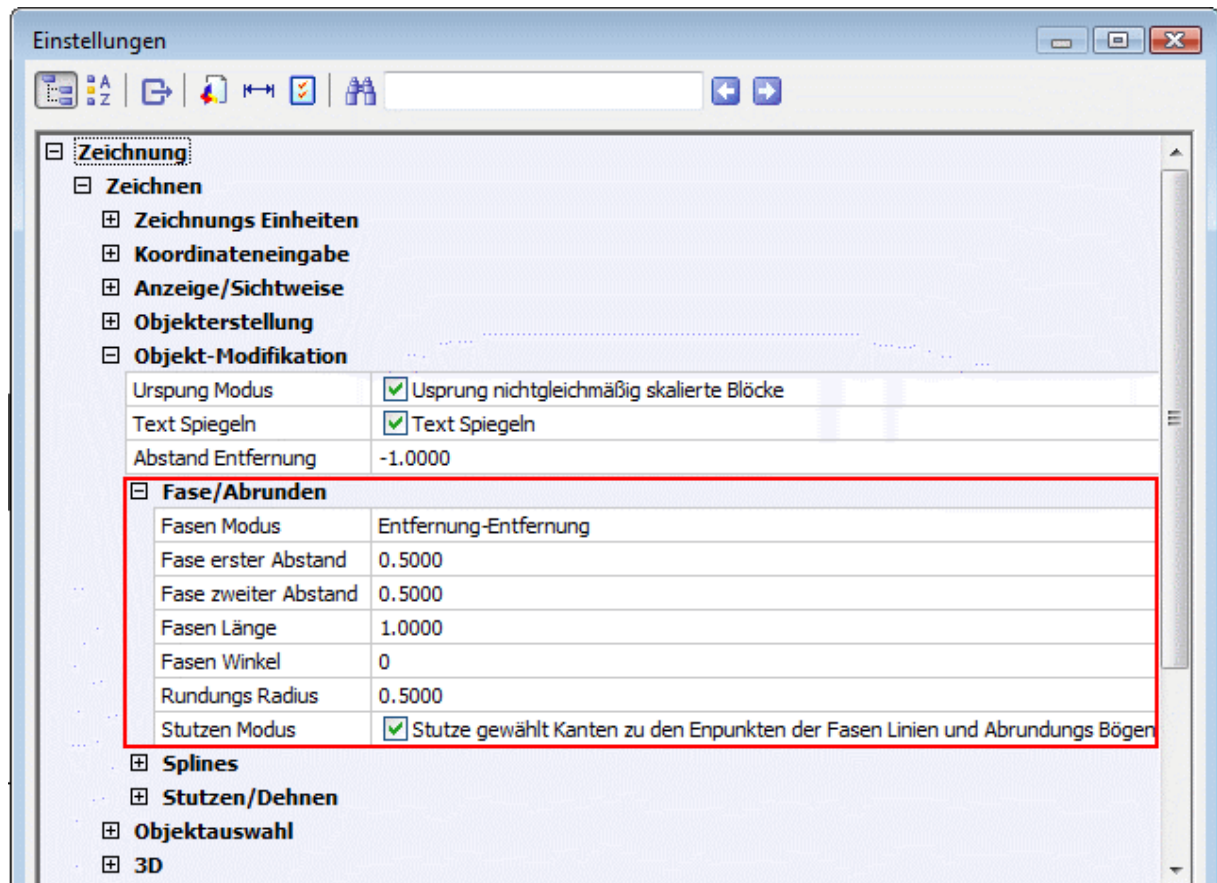 Einstellungen
Zeichnung
Zeichnen
Zeichnungs Einheiten
Koordinateneingabe
Anzeige/Sichtweise
Objekterstellung
Objekt-Modifikation
Urspung Modus Usprung nichtgleichmäßig skalierte Blöcke
Text Spiegeln Text Spiegeln
Abstand Entfernung -1.0000
Fase/Abrunden
Fasen Modus Entfernung-Entfernung
Fase erster Abstand 0.5000
Fase zweiter Abstand 0.5000
Fasen Länge 1.0000
Fasen Winkel 0
Rundungs Radius 0.5000
Stutzen Modus Stutze gewählt Kanten zu den Enpunkten der Fasen Linien und Abrundungs Bögen
Splines
Stutzen/Dehnen
Objektauswahl
3D